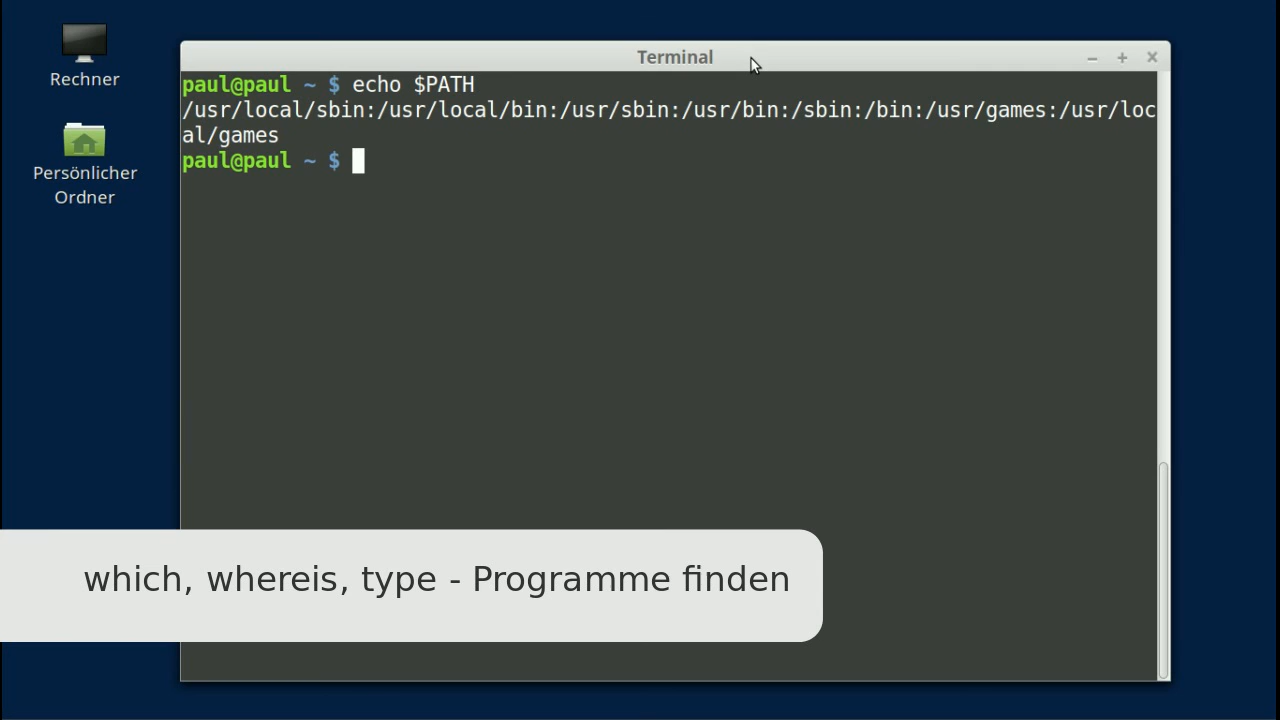 Rechner
Persönlicher
Ordner
Terminal
paul@paul ~ $ echo $PATH
/usr/local/sbin:/usr/local/bin:/usr/sbin:/usr/bin:/sbin:/bin:/usr/games:/usr/loc
al/games
paul@paul ~ $
which, whereis, type - Programme finden